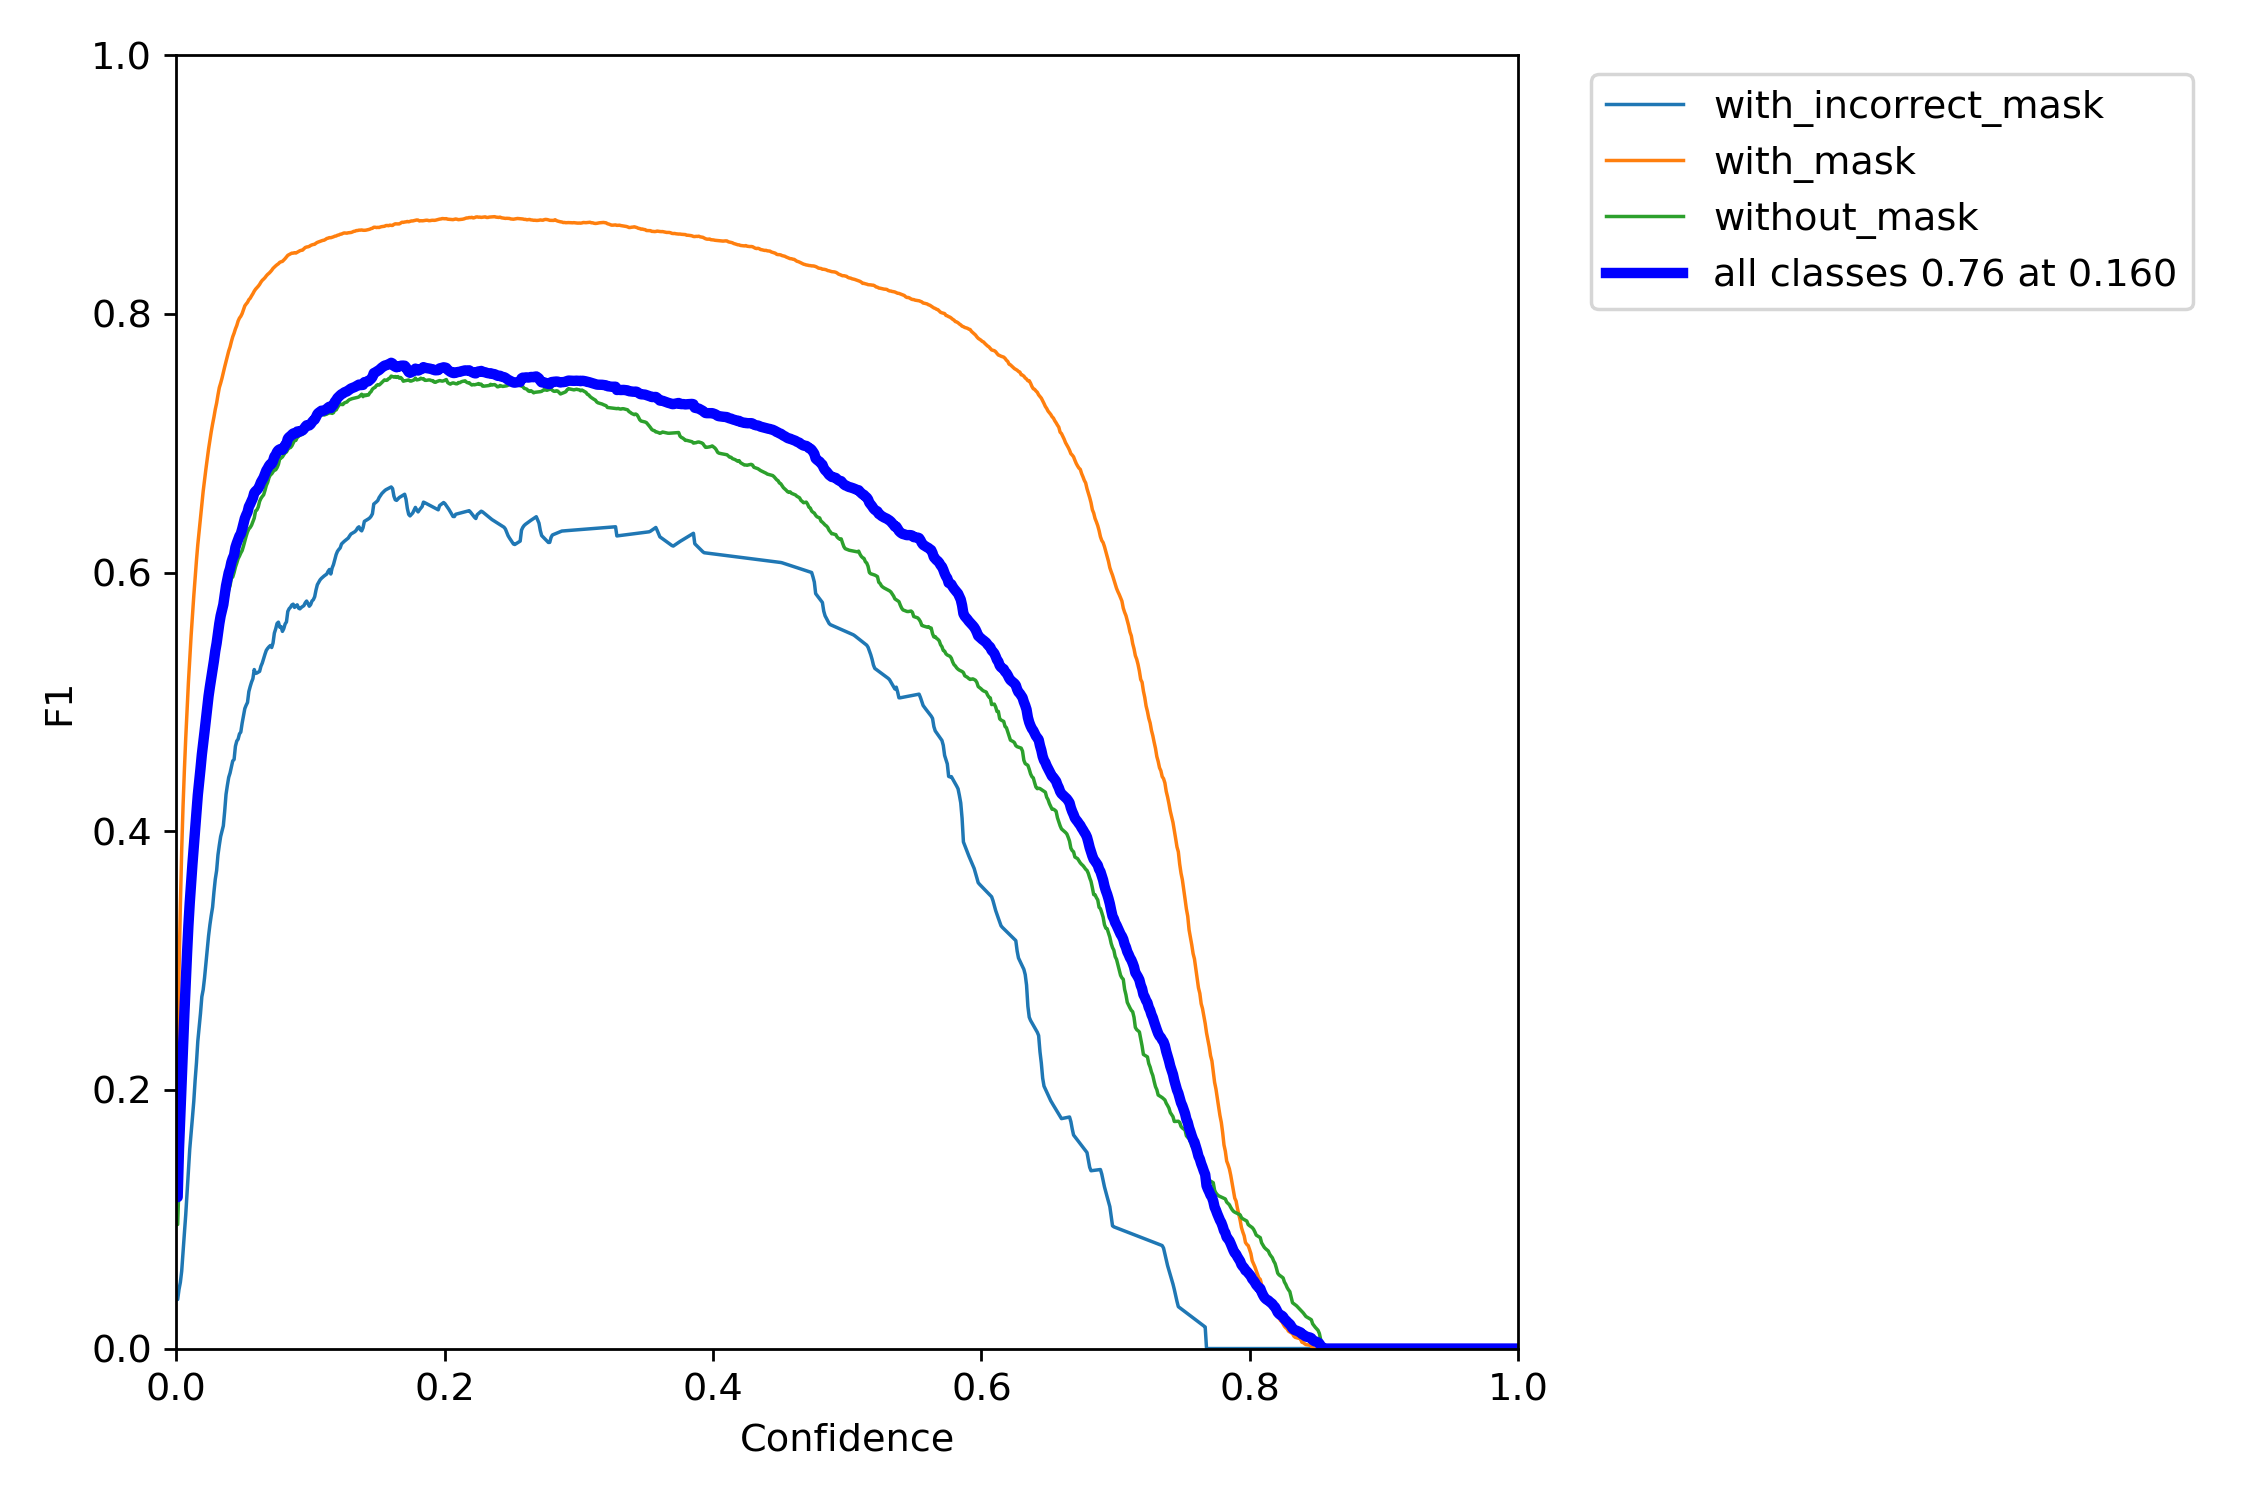 1.0
0.8
0.6
0.4
0.2
0.0
F1
0.0 0.2 0.4 0.6 0.8 1.0
Confidence
with_incorrect_mask
with_mask
without_mask
all classes 0.76 at 0.160